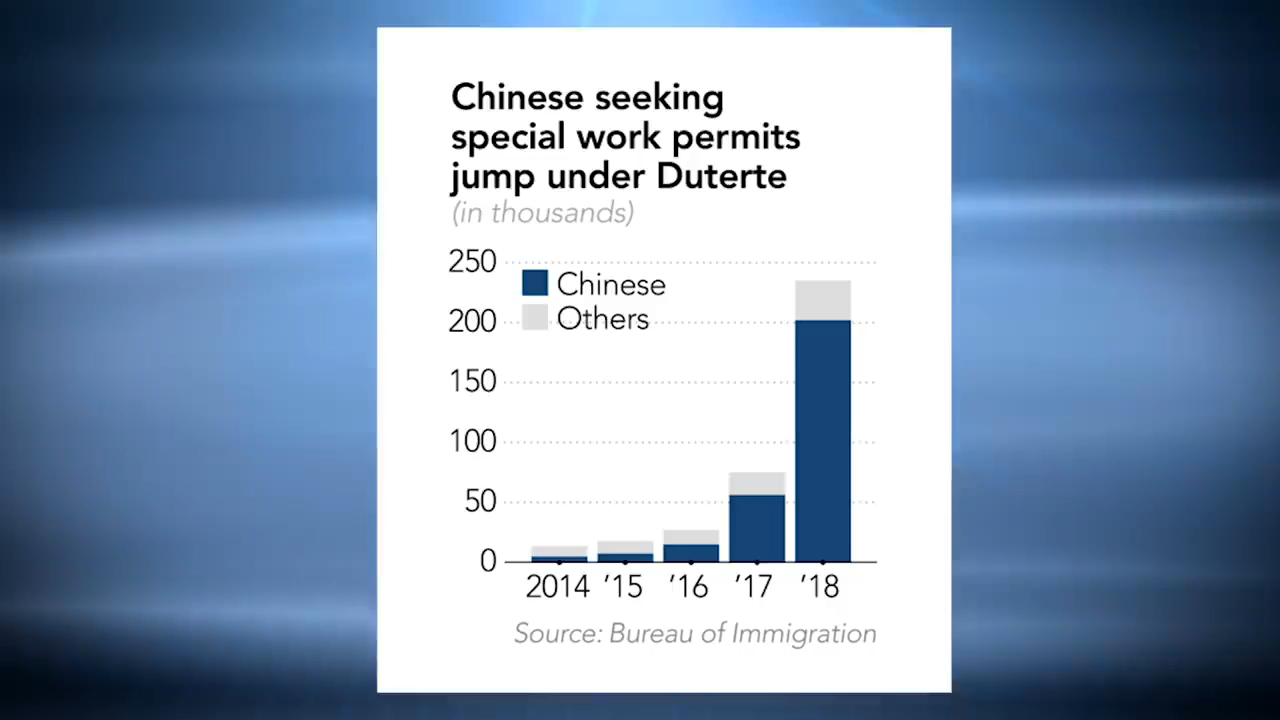 Chinese seeking
special work permits
jump under Duterte
(in thousands)
250
Chinese
200
Others
150
100
50
0
2014 ’15 ’16 ’17 ’18
Source: Bureau of Immigration